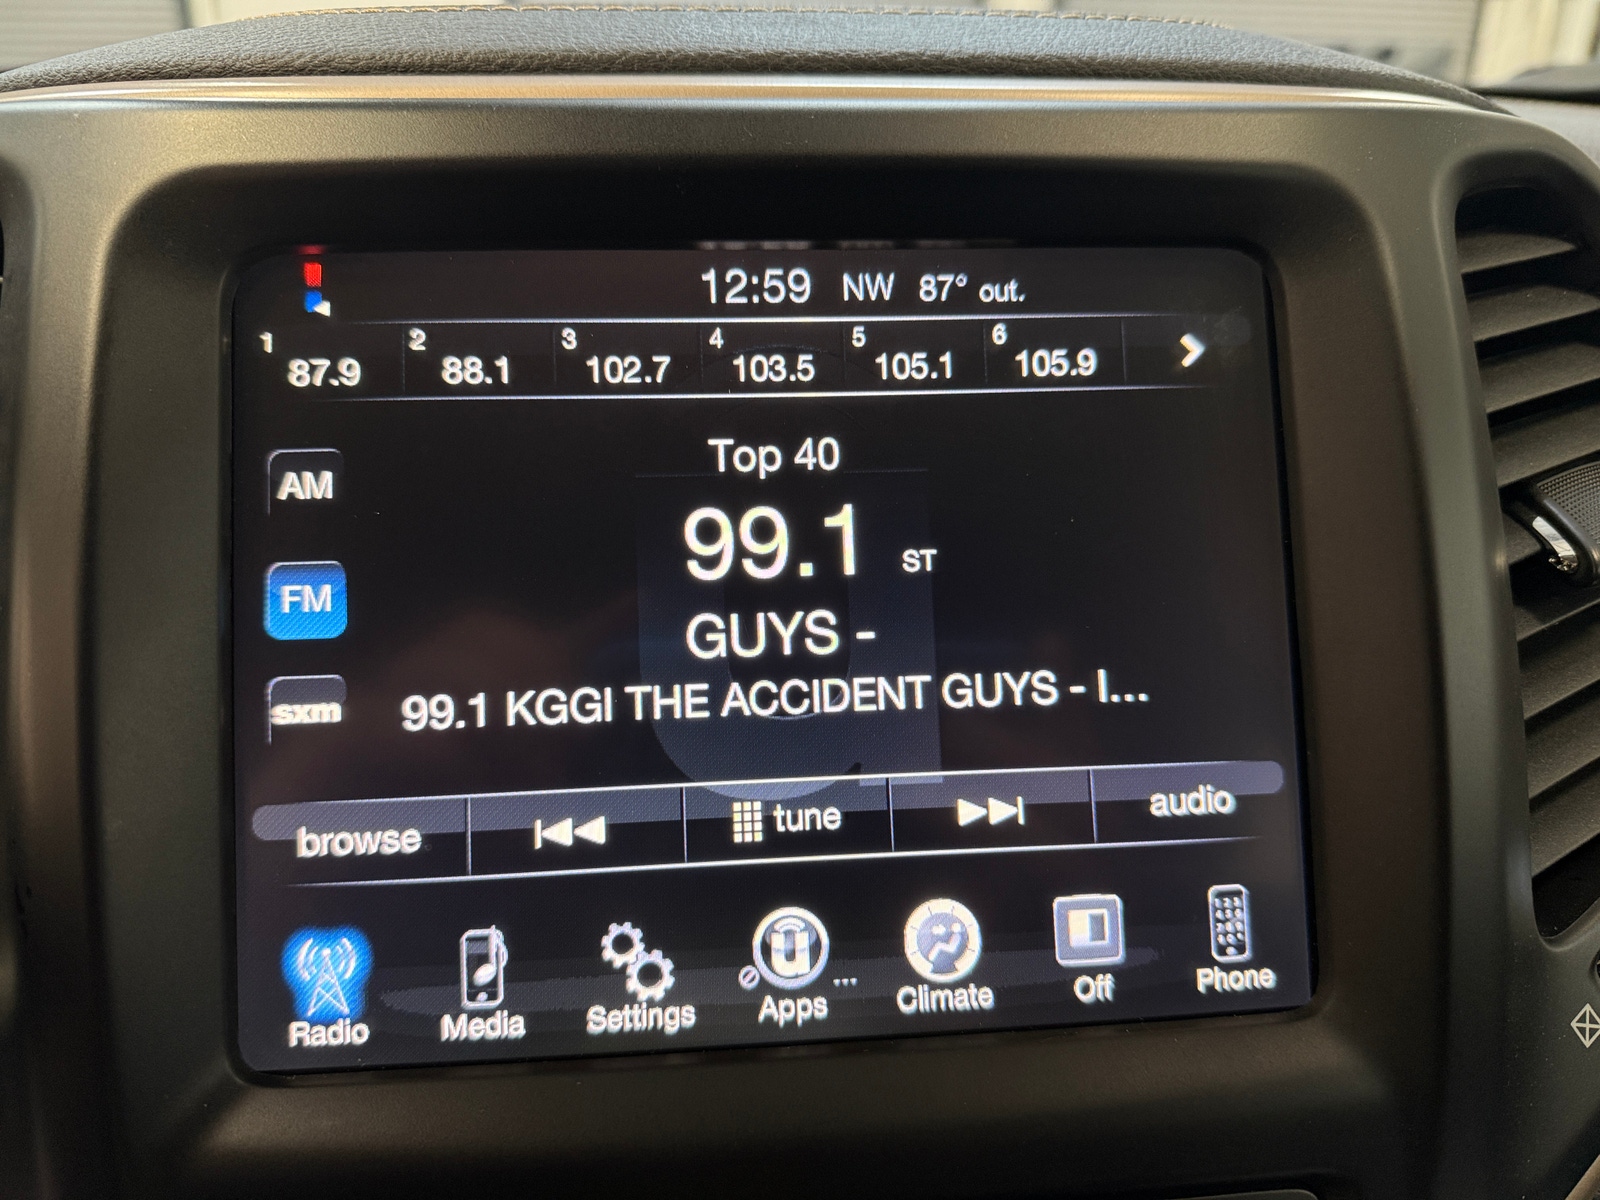 12:59 NW 87° out.
1 2 3 4 5 6
87.9 88.1 102.7 103.5 105.1 105.9
Top 40
AM
99.1 ST
FM
GUYS -
sxm
99.1 KGGI THE ACCIDENT GUYS - I...
browse tune audio
Radio Media Settings Apps ... Climate Off Phone